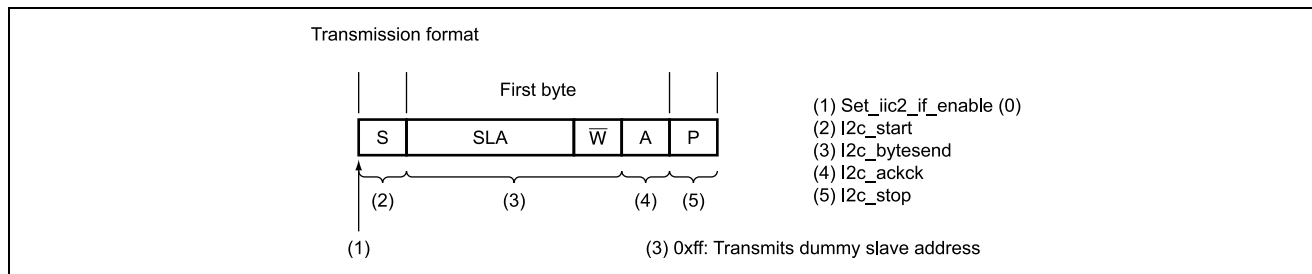 Transmission format
First byte
S SLA W̅ A P
(2) (3) (4) (5)
(1)
(3) 0xff: Transmits dummy slave address
(1) Set_iic2_if_enable (0)
(2) I2c_start
(3) I2c_bytesend
(4) I2c_ackck
(5) I2c_stop